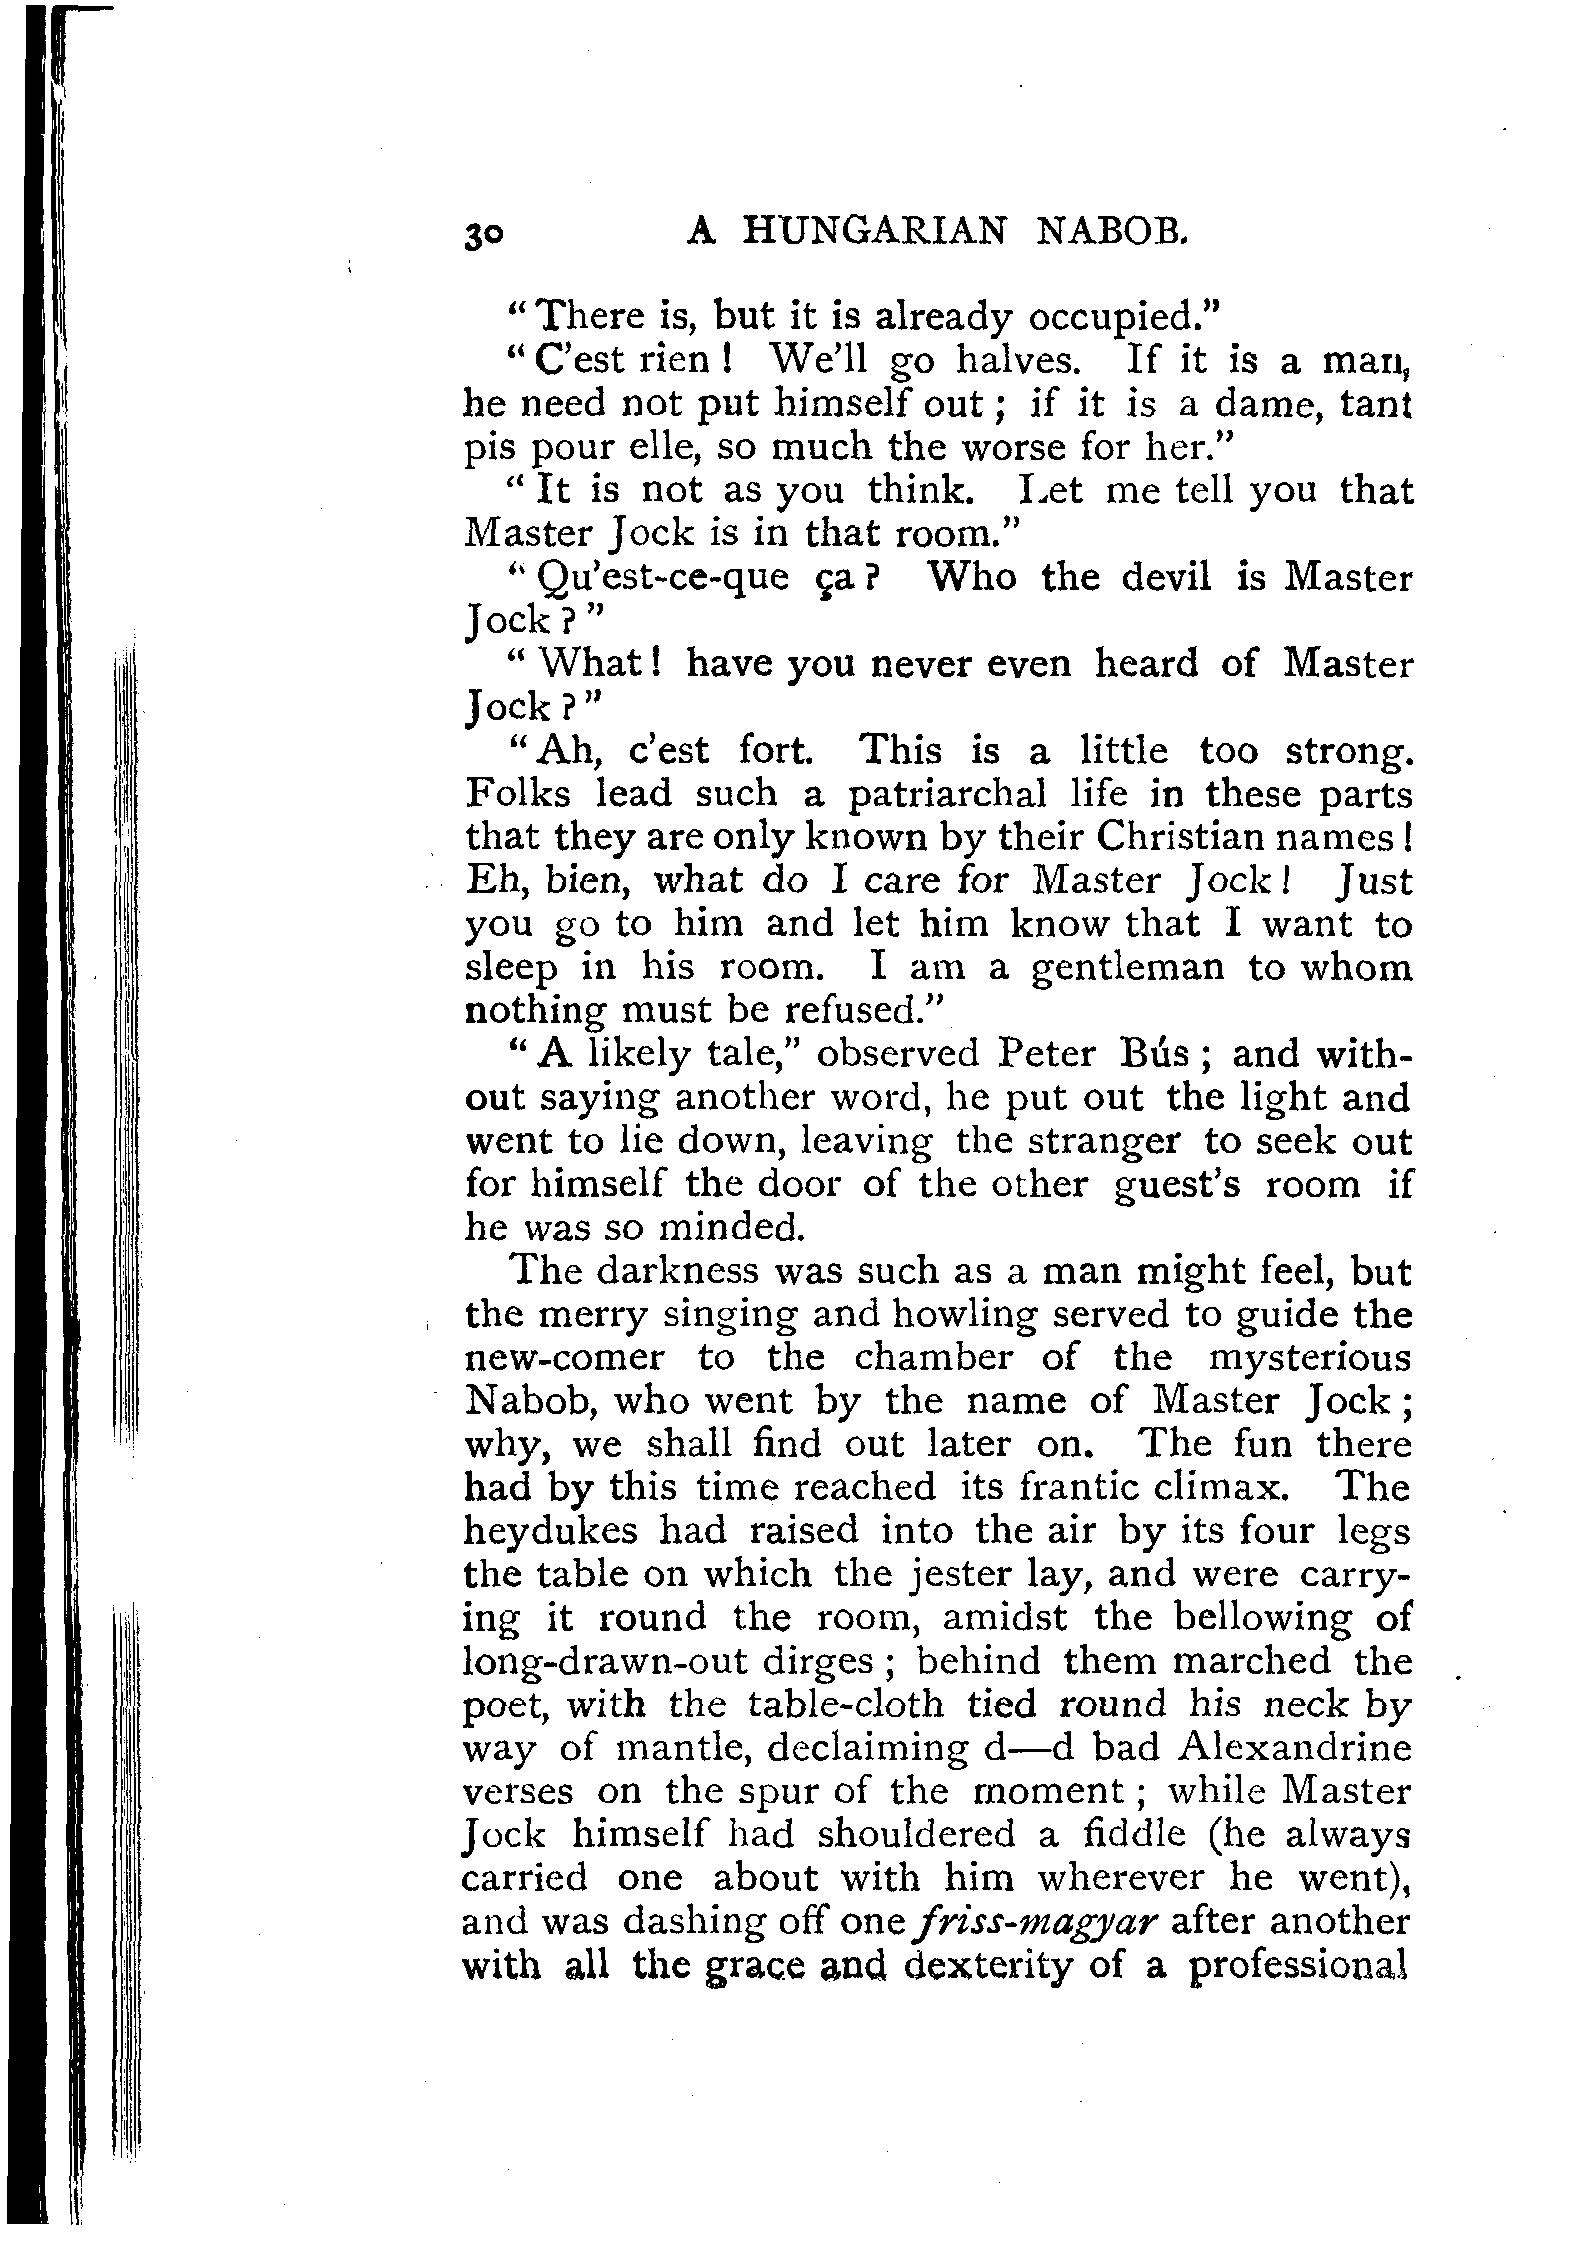 30 A HUNGARIAN NABOB.
“There is, but it is already occupied.”
“C’est rien! We’ll go halves. If it is a man,
he need not put himself out; if it is a dame, tant
pis pour elle, so much the worse for her.”
“It is not as you think. Let me tell you that
Master Jock is in that room.”
“Qu’est-ce-que ça? Who the devil is Master
Jock?”
“What! have you never even heard of Master
Jock?”
“Ah, c’est fort. This is a little too strong.
Folks lead such a patriarchal life in these parts
that they are only known by their Christian names!
Eh, bien, what do I care for Master Jock! Just
you go to him and let him know that I want to
sleep in his room. I am a gentleman to whom
nothing must be refused.”
“A likely tale,” observed Peter Bús; and with-
out saying another word, he put out the light and
went to lie down, leaving the stranger to seek out
for himself the door of the other guest’s room if
he was so minded.
The darkness was such as a man might feel, but
the merry singing and howling served to guide the
new-comer to the chamber of the mysterious
Nabob, who went by the name of Master Jock;
why, we shall find out later on. The fun there
had by this time reached its frantic climax. The
heydukes had raised into the air by its four legs
the table on which the jester lay, and were carry-
ing it round the room, amidst the bellowing of
long-drawn-out dirges; behind them marched the
poet, with the table-cloth tied round his neck by
way of mantle, declaiming d—d bad Alexandrine
verses on the spur of the moment; while Master
Jock himself had shouldered a fiddle (he always
carried one about with him wherever he went),
and was dashing off one friss-magyar after another
with all the grace and dexterity of a professional